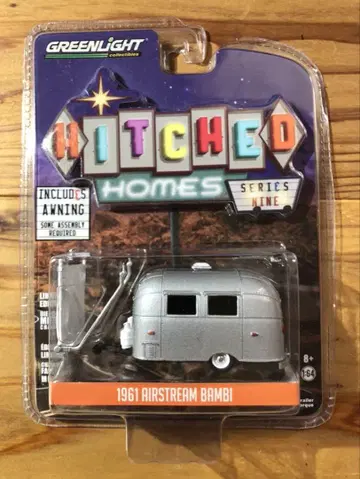 GREENLIGHT
collectibles
HITCHED
HOMES
SERIES
NINE
INCLUDES
AWNING
SOME ASSEMBLY
REQUIRED
8+
1:64
1961 AIRSTREAM BAMBI